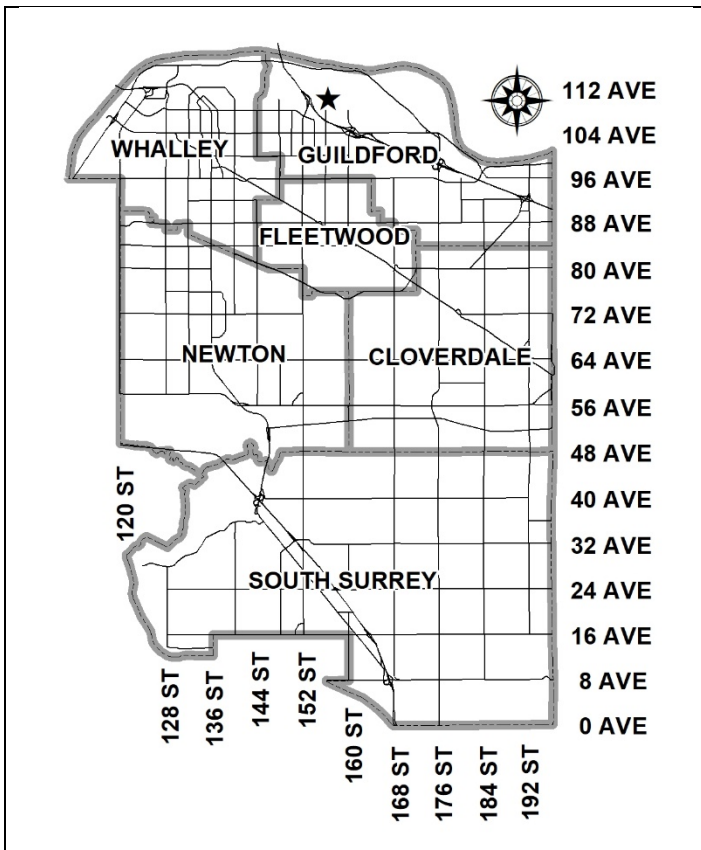 112 AVE
104 AVE
WHALLEY
GUILDFORD
96 AVE
88 AVE
FLEETWOOD
80 AVE
72 AVE
NEWTON
CLOVERDALE
64 AVE
56 AVE
48 AVE
120 ST
40 AVE
32 AVE
SOUTH SURREY
24 AVE
16 AVE
8 AVE
0 AVE
128 ST
136 ST
144 ST
152 ST
160 ST
168 ST
176 ST
184 ST
192 ST